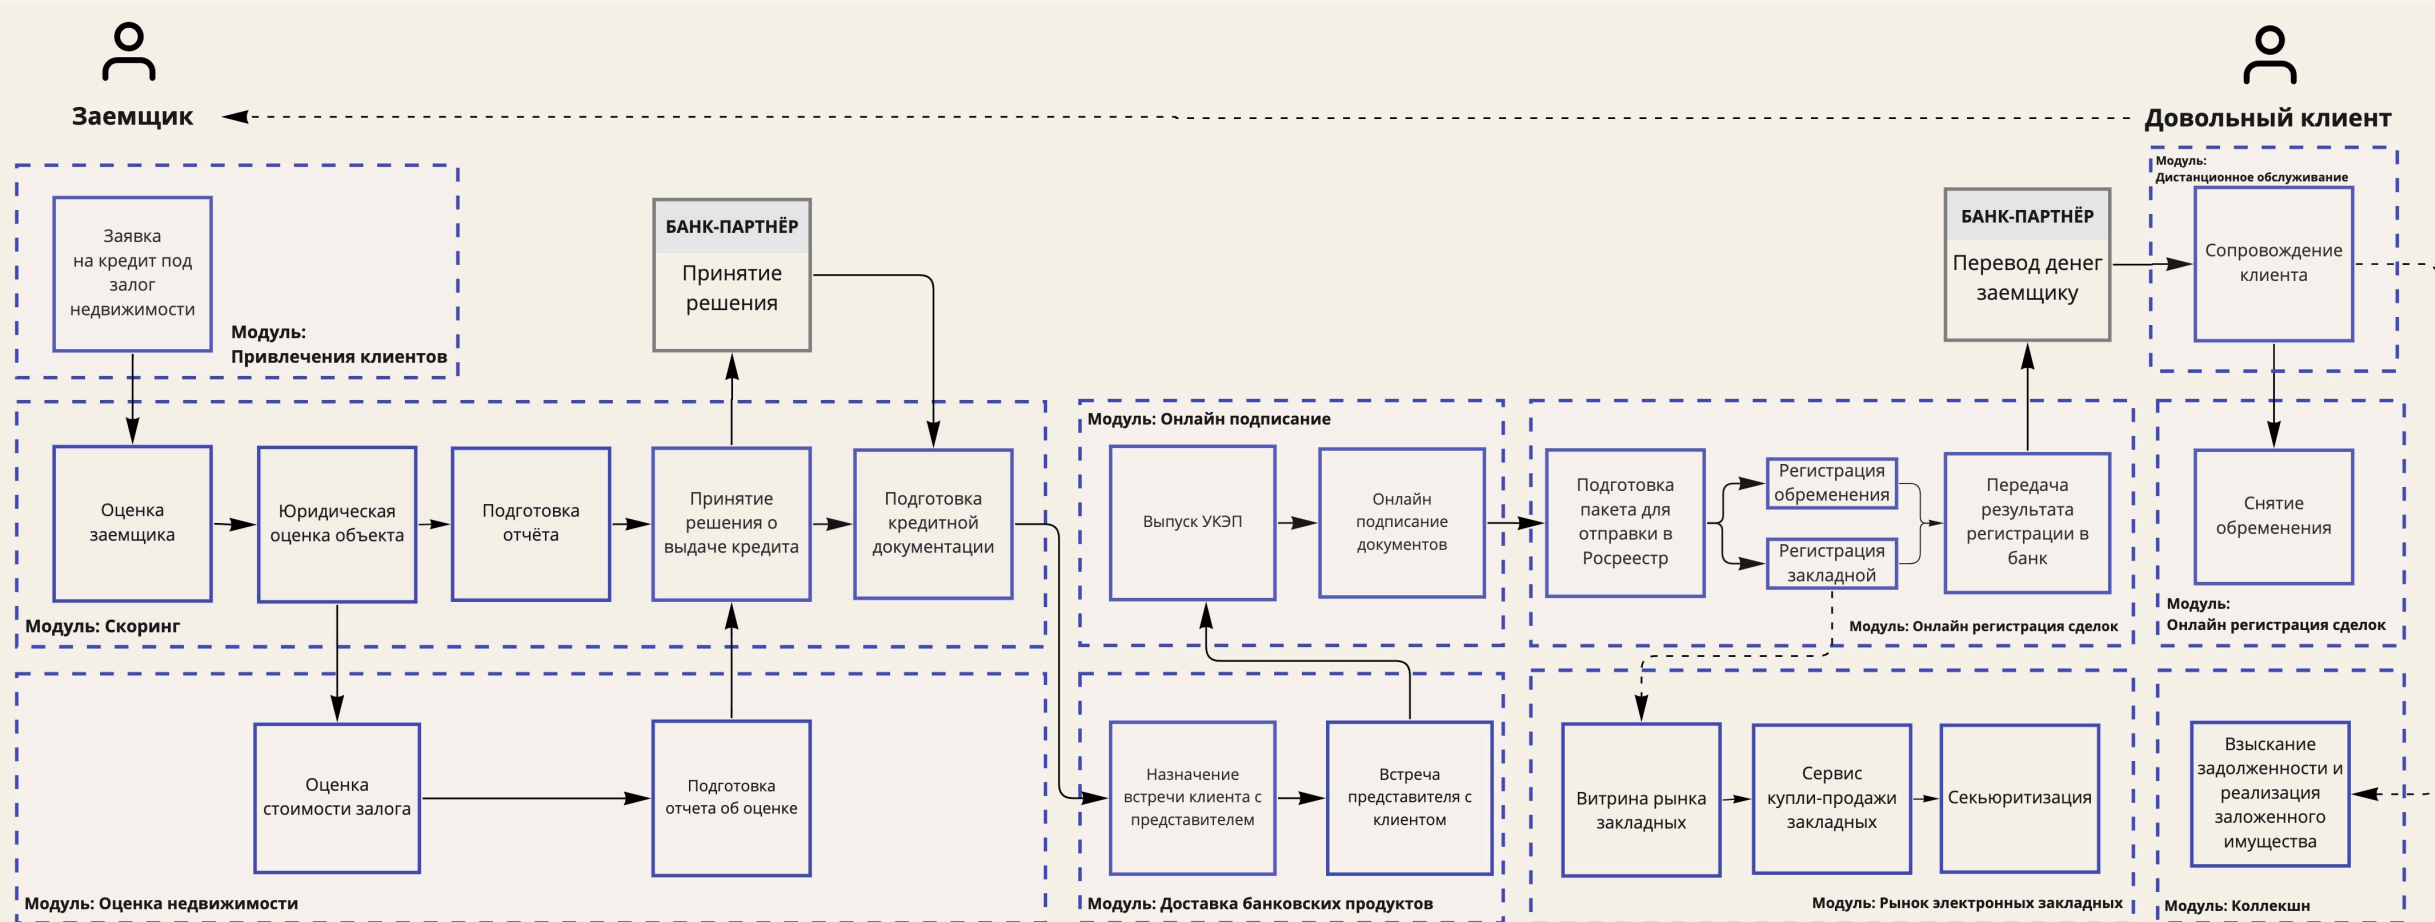 Заемщик
Довольный клиент
Модуль:
Дистанционное обслуживание
Заявка
на кредит под
залог
недвижимости
Модуль:
Привлечения клиентов
БАНК-ПАРТНЁР
Принятие
решения
БАНК-ПАРТНЁР
Перевод денег
заемщику
Сопровождение
клиента
Оценка
заемщика
Юридическая
оценка объекта
Подготовка
отчёта
Принятие
решения о
выдаче кредита
Подготовка
кредитной
документации
Модуль: Скоринг
Модуль: Онлайн подписание
Выпуск УКЭП
Онлайн
подписание
документов
Подготовка
пакета для
отправки в
Росреестр
Регистрация
обременения
Регистрация
закладной
Передача
результата
регистрации в
банк
Модуль: Онлайн регистрация сделок
Снятие
обременения
Модуль:
Онлайн регистрация сделок
Оценка
стоимости залога
Подготовка
отчета об оценке
Модуль: Оценка недвижимости
Назначение
встречи клиента с
представителем
Встреча
представителя с
клиентом
Модуль: Доставка банковских продуктов
Витрина рынка
закладных
Сервис
купли-продажи
закладных
Секьюритизация
Модуль: Рынок электронных закладных
Взыскание
задолженности и
реализация
заложенного
имущества
Модуль: Коллекшн